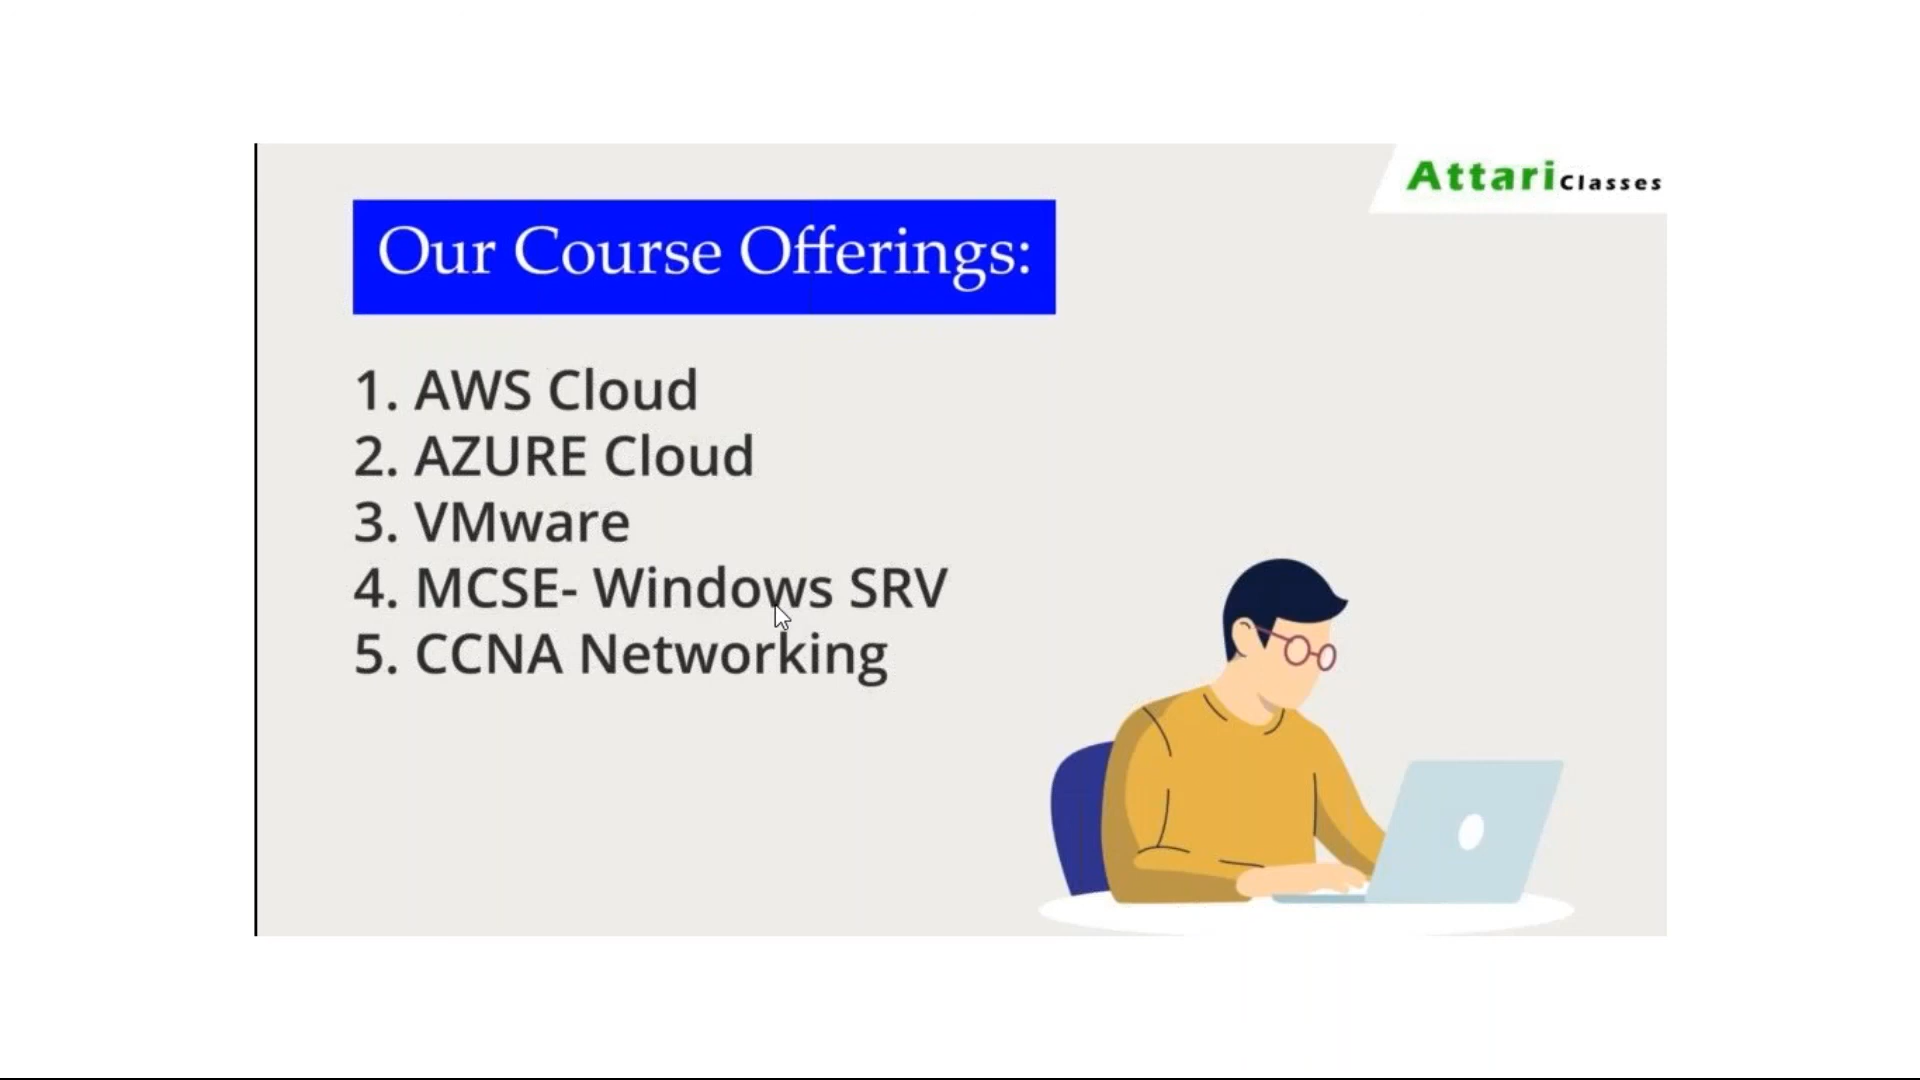 Attari Classes
Our Course Offerings:
1. AWS Cloud
2. AZURE Cloud
3. VMware
4. MCSE- Windows SRV
5. CCNA Networking